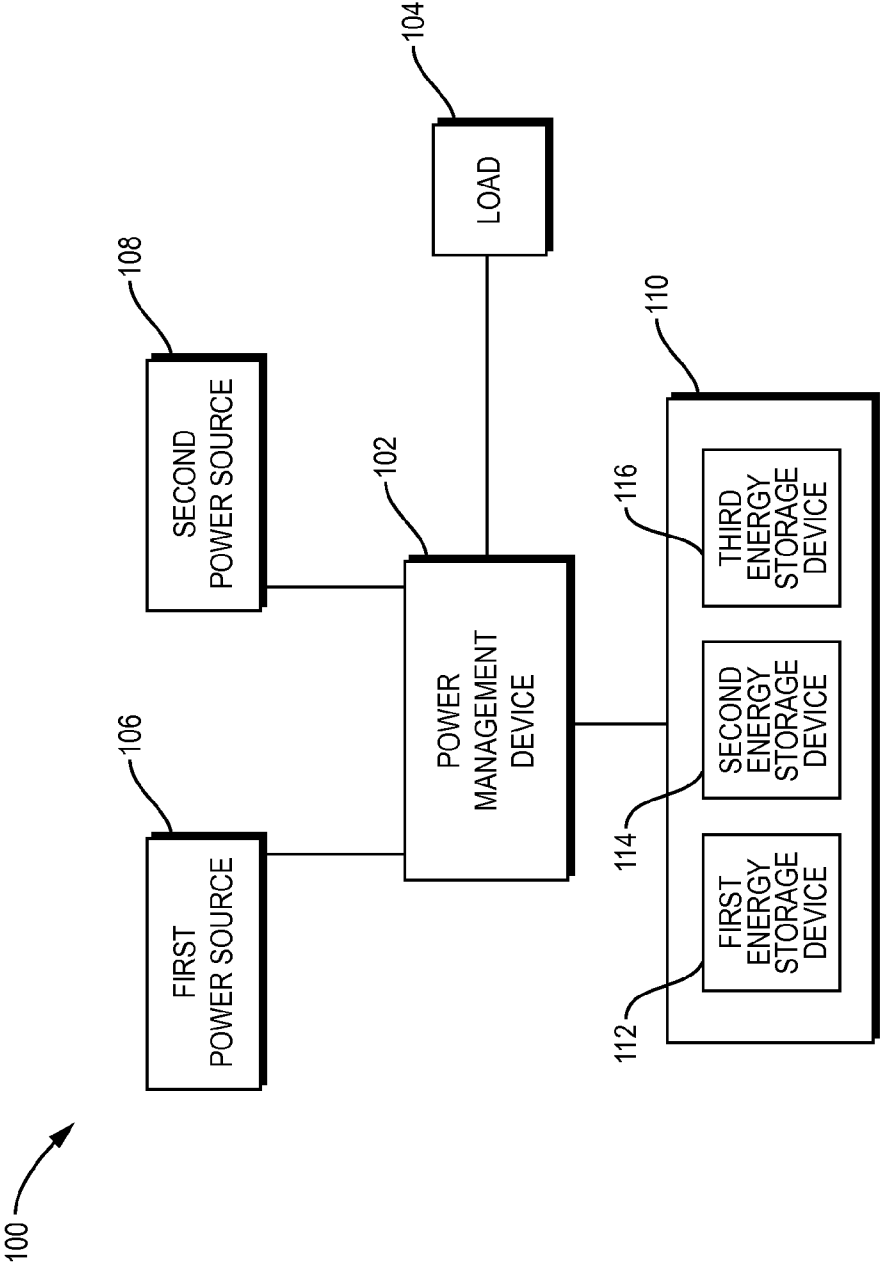 100
106
FIRST
POWER SOURCE
108
SECOND
POWER SOURCE
102
POWER
MANAGEMENT
DEVICE
104
LOAD
110
112
FIRST
ENERGY
STORAGE
DEVICE
114
SECOND
ENERGY
STORAGE
DEVICE
116
THIRD
ENERGY
STORAGE
DEVICE